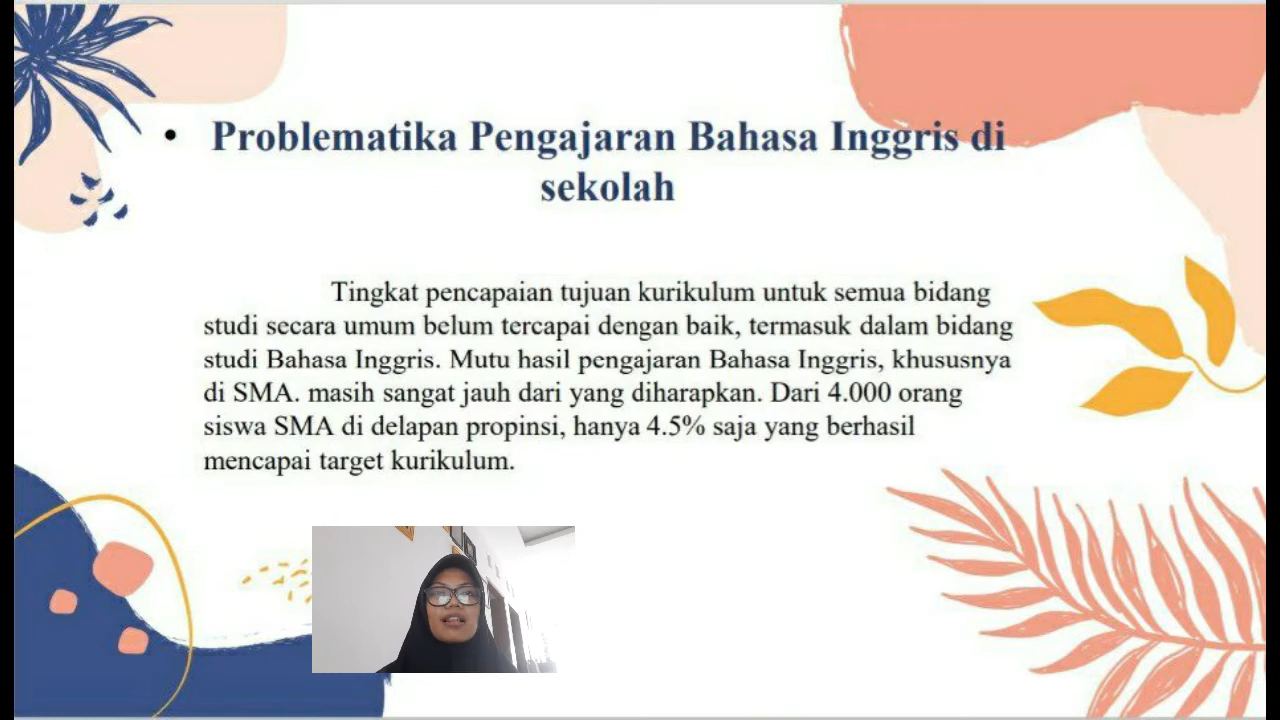 • Problematika Pengajaran Bahasa Inggris di
sekolah
Tingkat pencapaian tujuan kurikulum untuk semua bidang
studi secara umum belum tercapai dengan baik, termasuk dalam bidang
studi Bahasa Inggris. Mutu hasil pengajaran Bahasa Inggris, khususnya
di SMA. masih sangat jauh dari yang diharapkan. Dari 4.000 orang
siswa SMA di delapan propinsi, hanya 4.5% saja yang berhasil
mencapai target kurikulum.